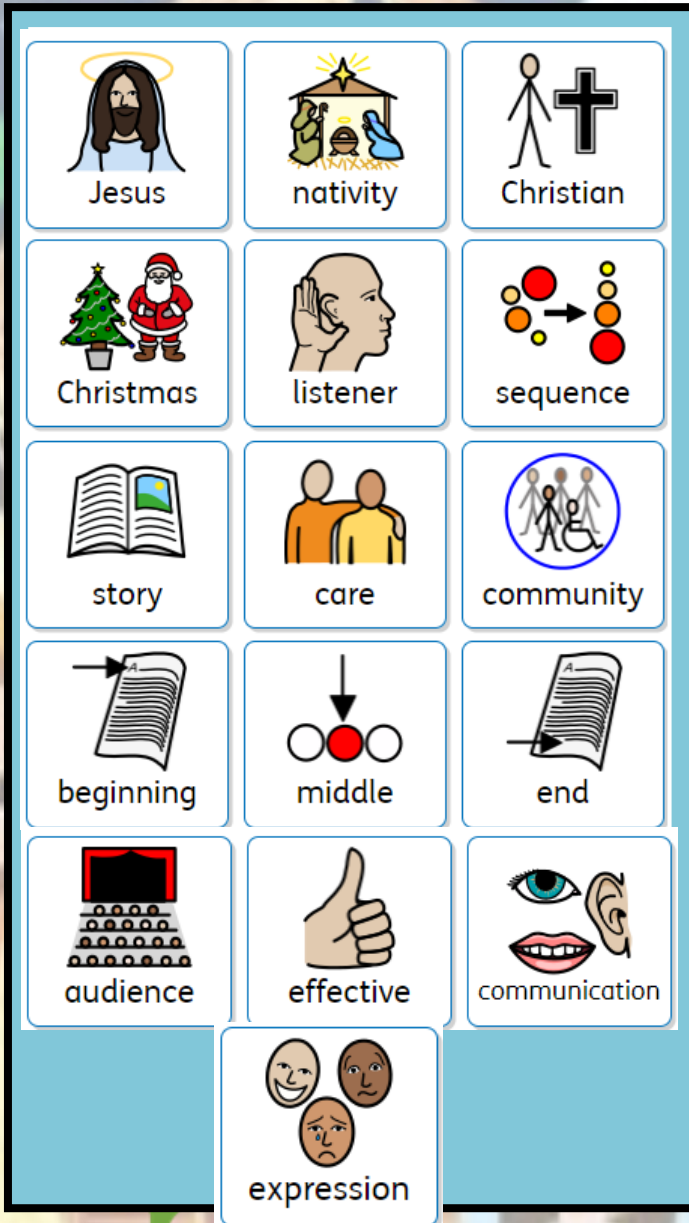 Jesus
nativity
Christian
Christmas
listener
sequence
story
care
community
A
beginning
middle
A
end
audience
effective
communication
expression